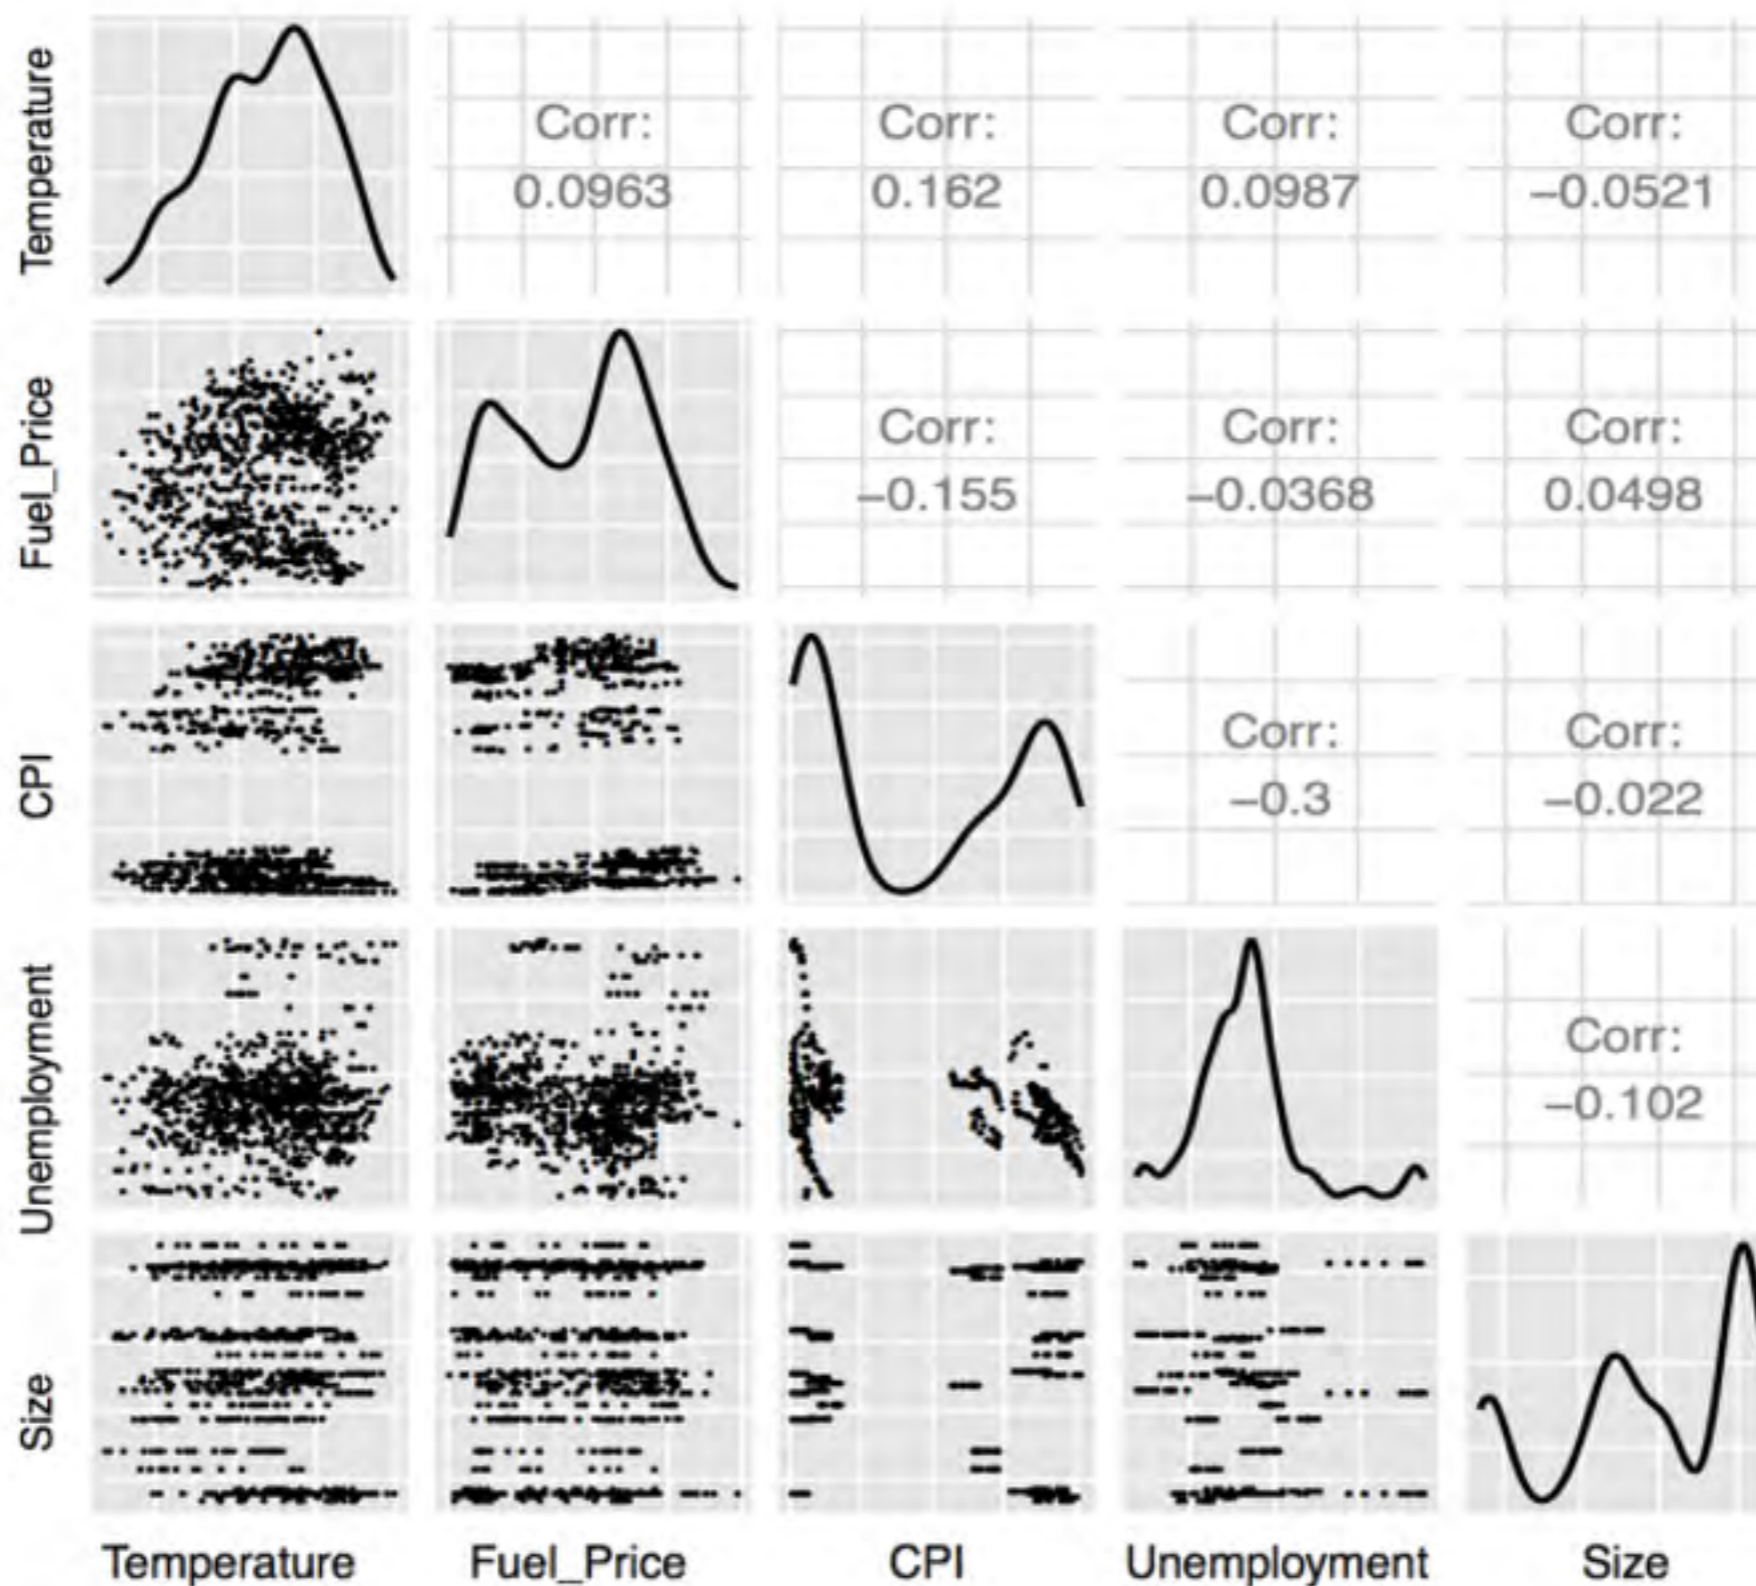 Temperature
Corr:
0.0963
Corr:
0.162
Corr:
0.0987
Corr:
−0.0521
Fuel_Price
Corr:
−0.155
Corr:
−0.0368
Corr:
0.0498
CPI
Corr:
−0.3
Corr:
−0.022
Unemployment
Corr:
−0.102
Size
Temperature
Fuel_Price
CPI
Unemployment
Size